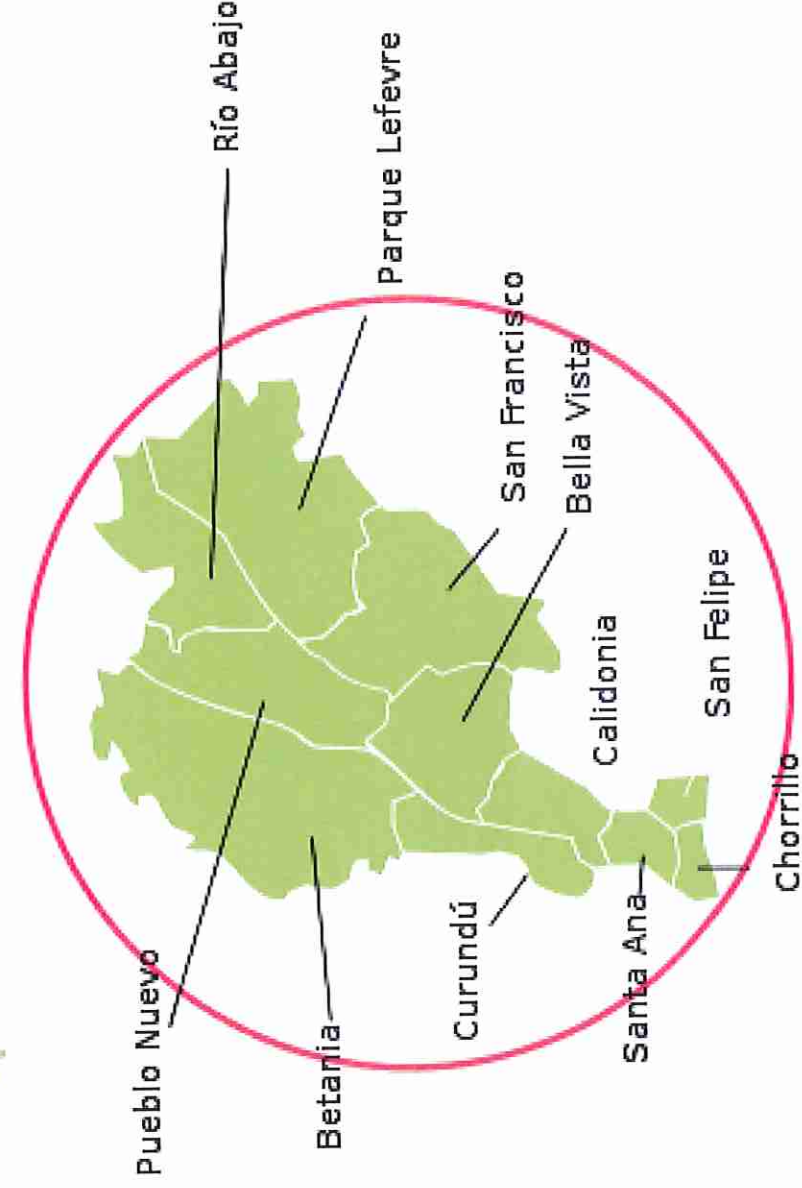 Pueblo Nuevo
Río Abajo
Betania
Parque Lefevre
Curundú
San Francisco
Bella Vista
Santa Ana
Calidonia
San Felipe
Chorrillo